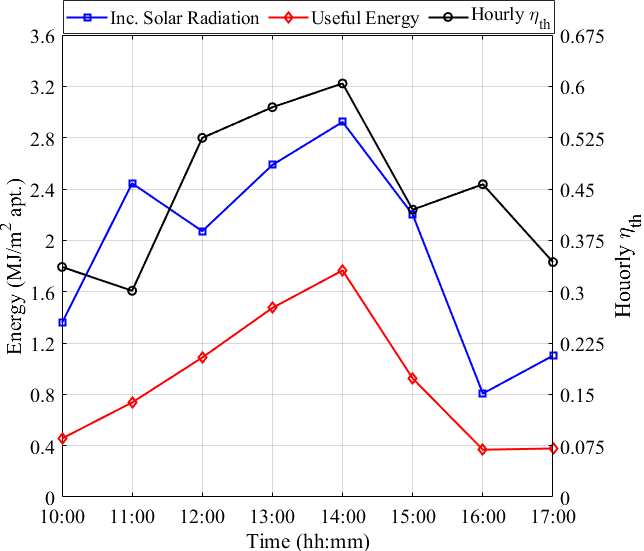 Inc. Solar Radiation Useful Energy Hourly ηth
3.6 0.675
3.2 0.6
2.8 0.525
2.4 0.45
2 0.375
1.6 0.3
1.2 0.225
0.8 0.15
0.4 0.075
0 0
Energy (MJ/m² apt.)
Houorly ηth
10:00 11:00 12:00 13:00 14:00 15:00 16:00 17:00
Time (hh:mm)